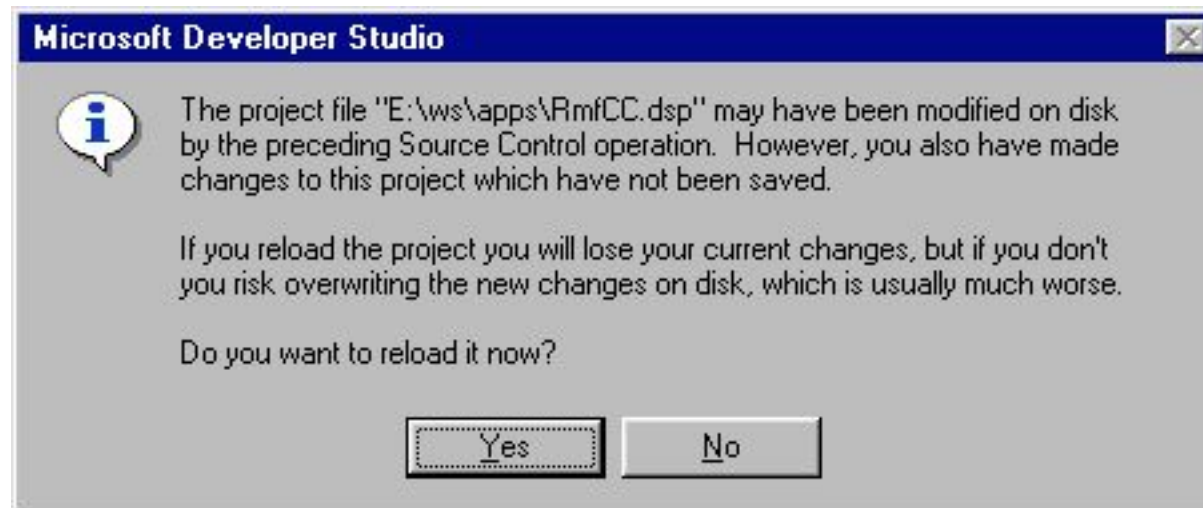 Microsoft Developer Studio
The project file "E:\ws\apps\RmfCC.dsp" may have been modified on disk
by the preceding Source Control operation.  However, you also have made
changes to this project which have not been saved.
If you reload the project you will lose your current changes, but if you don't
you risk overwriting the new changes on disk, which is usually much worse.
Do you want to reload it now?
Yes No